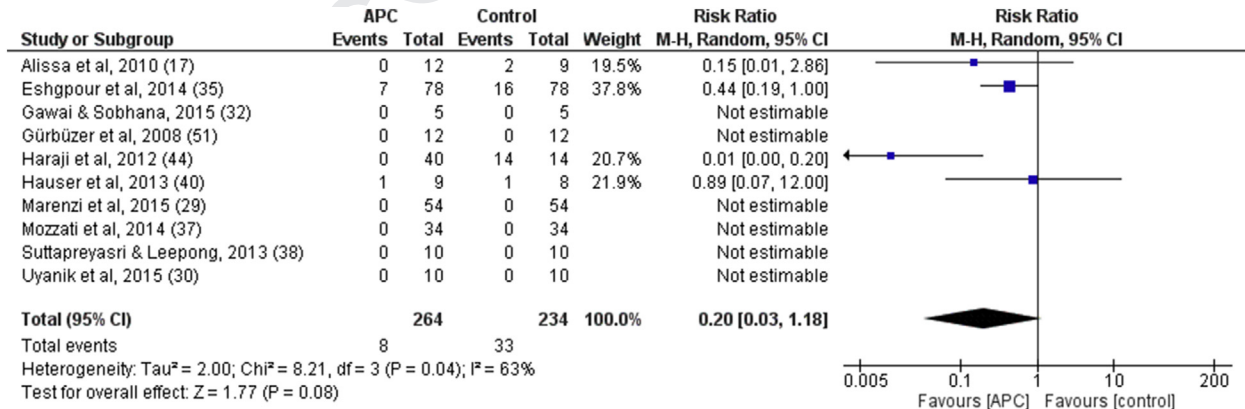 APC Control Risk Ratio Risk Ratio
Study or Subgroup Events Total Events Total Weight M-H, Random, 95% CI M-H, Random, 95% CI
Alissa et al, 2010 (17) 0 12 2 9 19.5% 0.15 [0.01, 2.86]
Eshgpour et al, 2014 (35) 7 78 16 78 37.8% 0.44 [0.19, 1.00]
Gawai & Sobhana, 2015 (32) 0 5 0 5 Not estimable
Gürbüzer et al, 2008 (51) 0 12 0 12 Not estimable
Haraji et al, 2012 (44) 0 40 14 14 20.7% 0.01 [0.00, 0.20]
Hauser et al, 2013 (40) 1 9 1 8 21.9% 0.89 [0.07, 12.00]
Marenzi et al, 2015 (29) 0 54 0 54 Not estimable
Mozzati et al, 2014 (37) 0 34 0 34 Not estimable
Suttapreyasri & Leepong, 2013 (38) 0 10 0 10 Not estimable
Uyanik et al, 2015 (30) 0 10 0 10 Not estimable
Total (95% CI) 264 234 100.0% 0.20 [0.03, 1.18]
Total events 8 33
Heterogeneity: Tau² = 2.00; Chi² = 8.21, df = 3 (P = 0.04); I² = 63%
Test for overall effect: Z = 1.77 (P = 0.08)
0.005 0.1 1 10 200
Favours [APC] Favours [control]